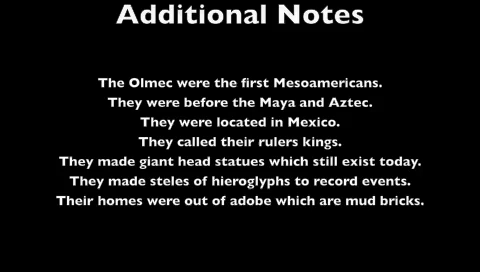 Additional Notes
The Olmec were the first Mesoamericans.
They were before the Maya and Aztec.
They were located in Mexico.
They called their rulers kings.
They made giant head statues which still exist today.
They made steles of hieroglyphs to record events.
Their homes were out of adobe which are mud bricks.